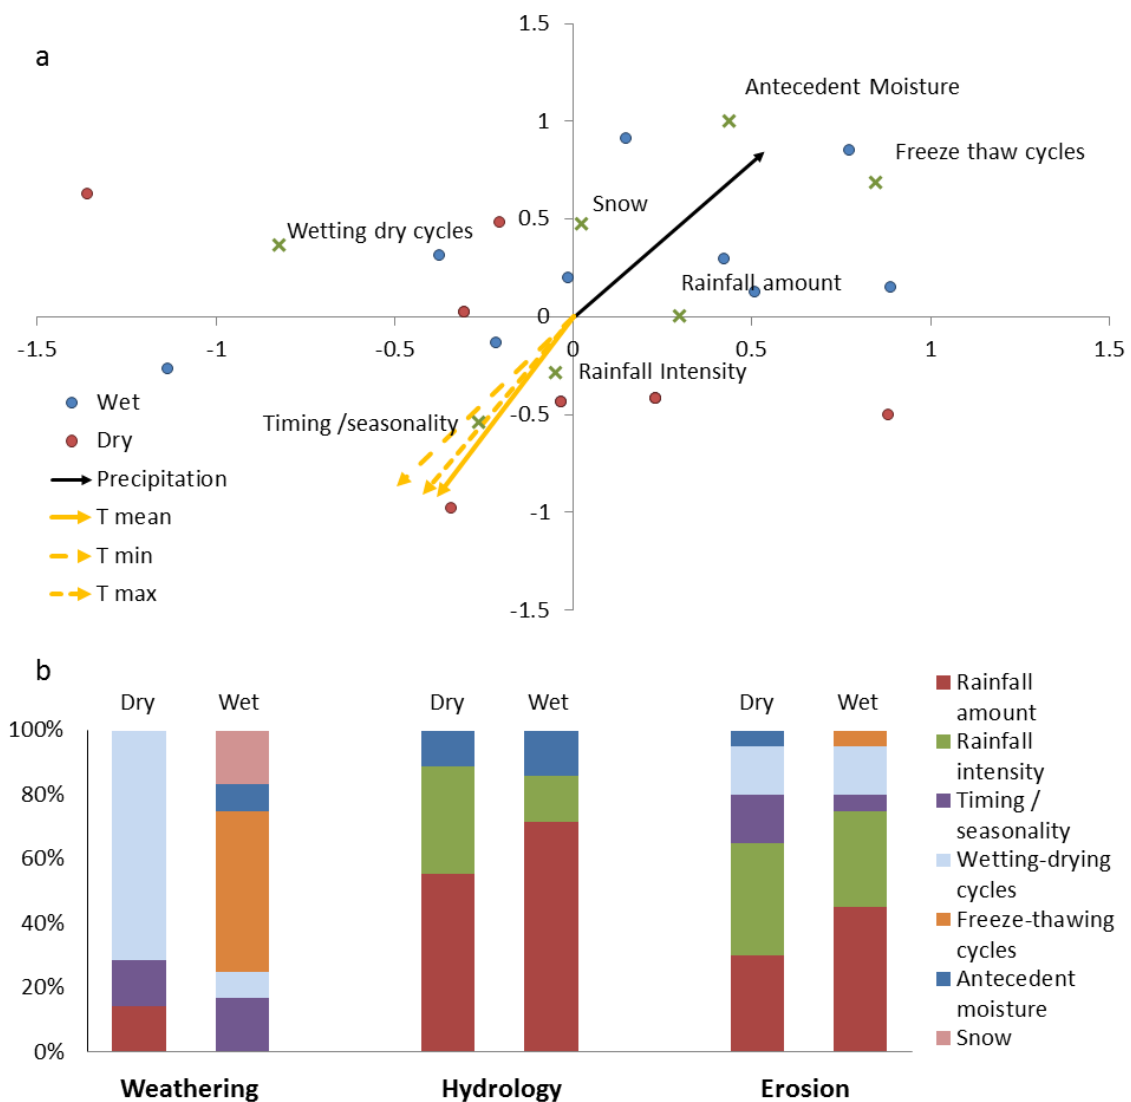 a
1.5
Antecedent Moisture
1
Freeze thaw cycles
Snow
0.5
Wetting dry cycles
Rainfall amount
0
-1.5
-1
-0.5
0
0.5
1
1.5
Rainfall Intensity
Wet
Timing /seasonality
-0.5
Dry
Precipitation
T mean
-1
T min
T max
-1.5
b
Dry
Wet
Dry
Wet
Dry
Wet
100%
80%
60%
40%
20%
0%
Weathering
Hydrology
Erosion
Rainfall
amount
Rainfall
intensity
Timing /
seasonality
Wetting-drying
cycles
Freeze-thawing
cycles
Antecedent
moisture
Snow